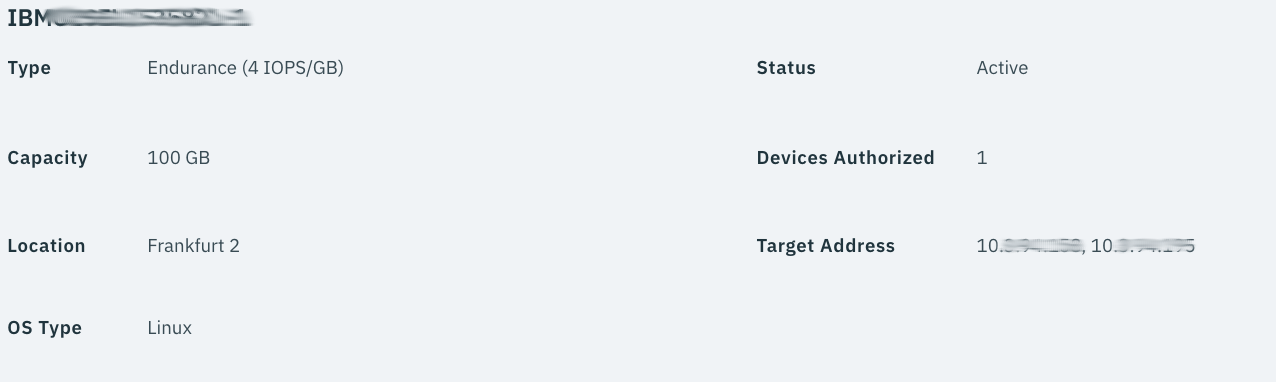 IBM
Type Endurance (4 IOPS/GB) Status Active
Capacity 100 GB Devices Authorized 1
Location Frankfurt 2 Target Address 10. , 10.
OS Type Linux